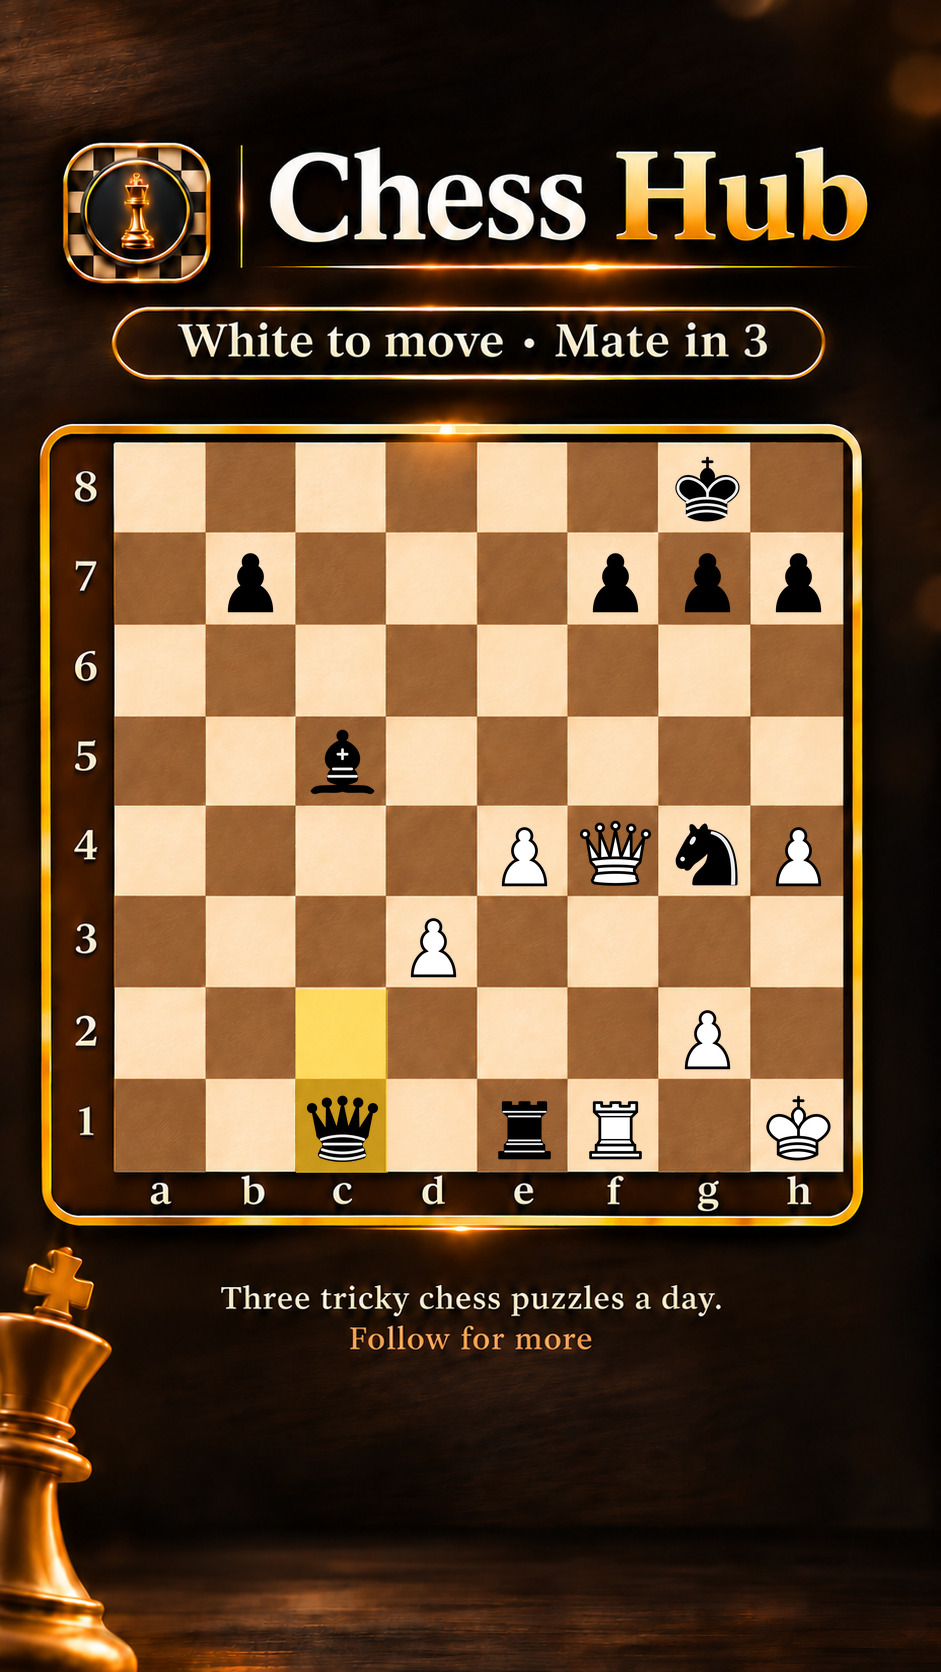 Chess Hub
White to move • Mate in 3
8
7
6
5
4
3
2
1
a b c d e f g h
Three tricky chess puzzles a day.
Follow for more